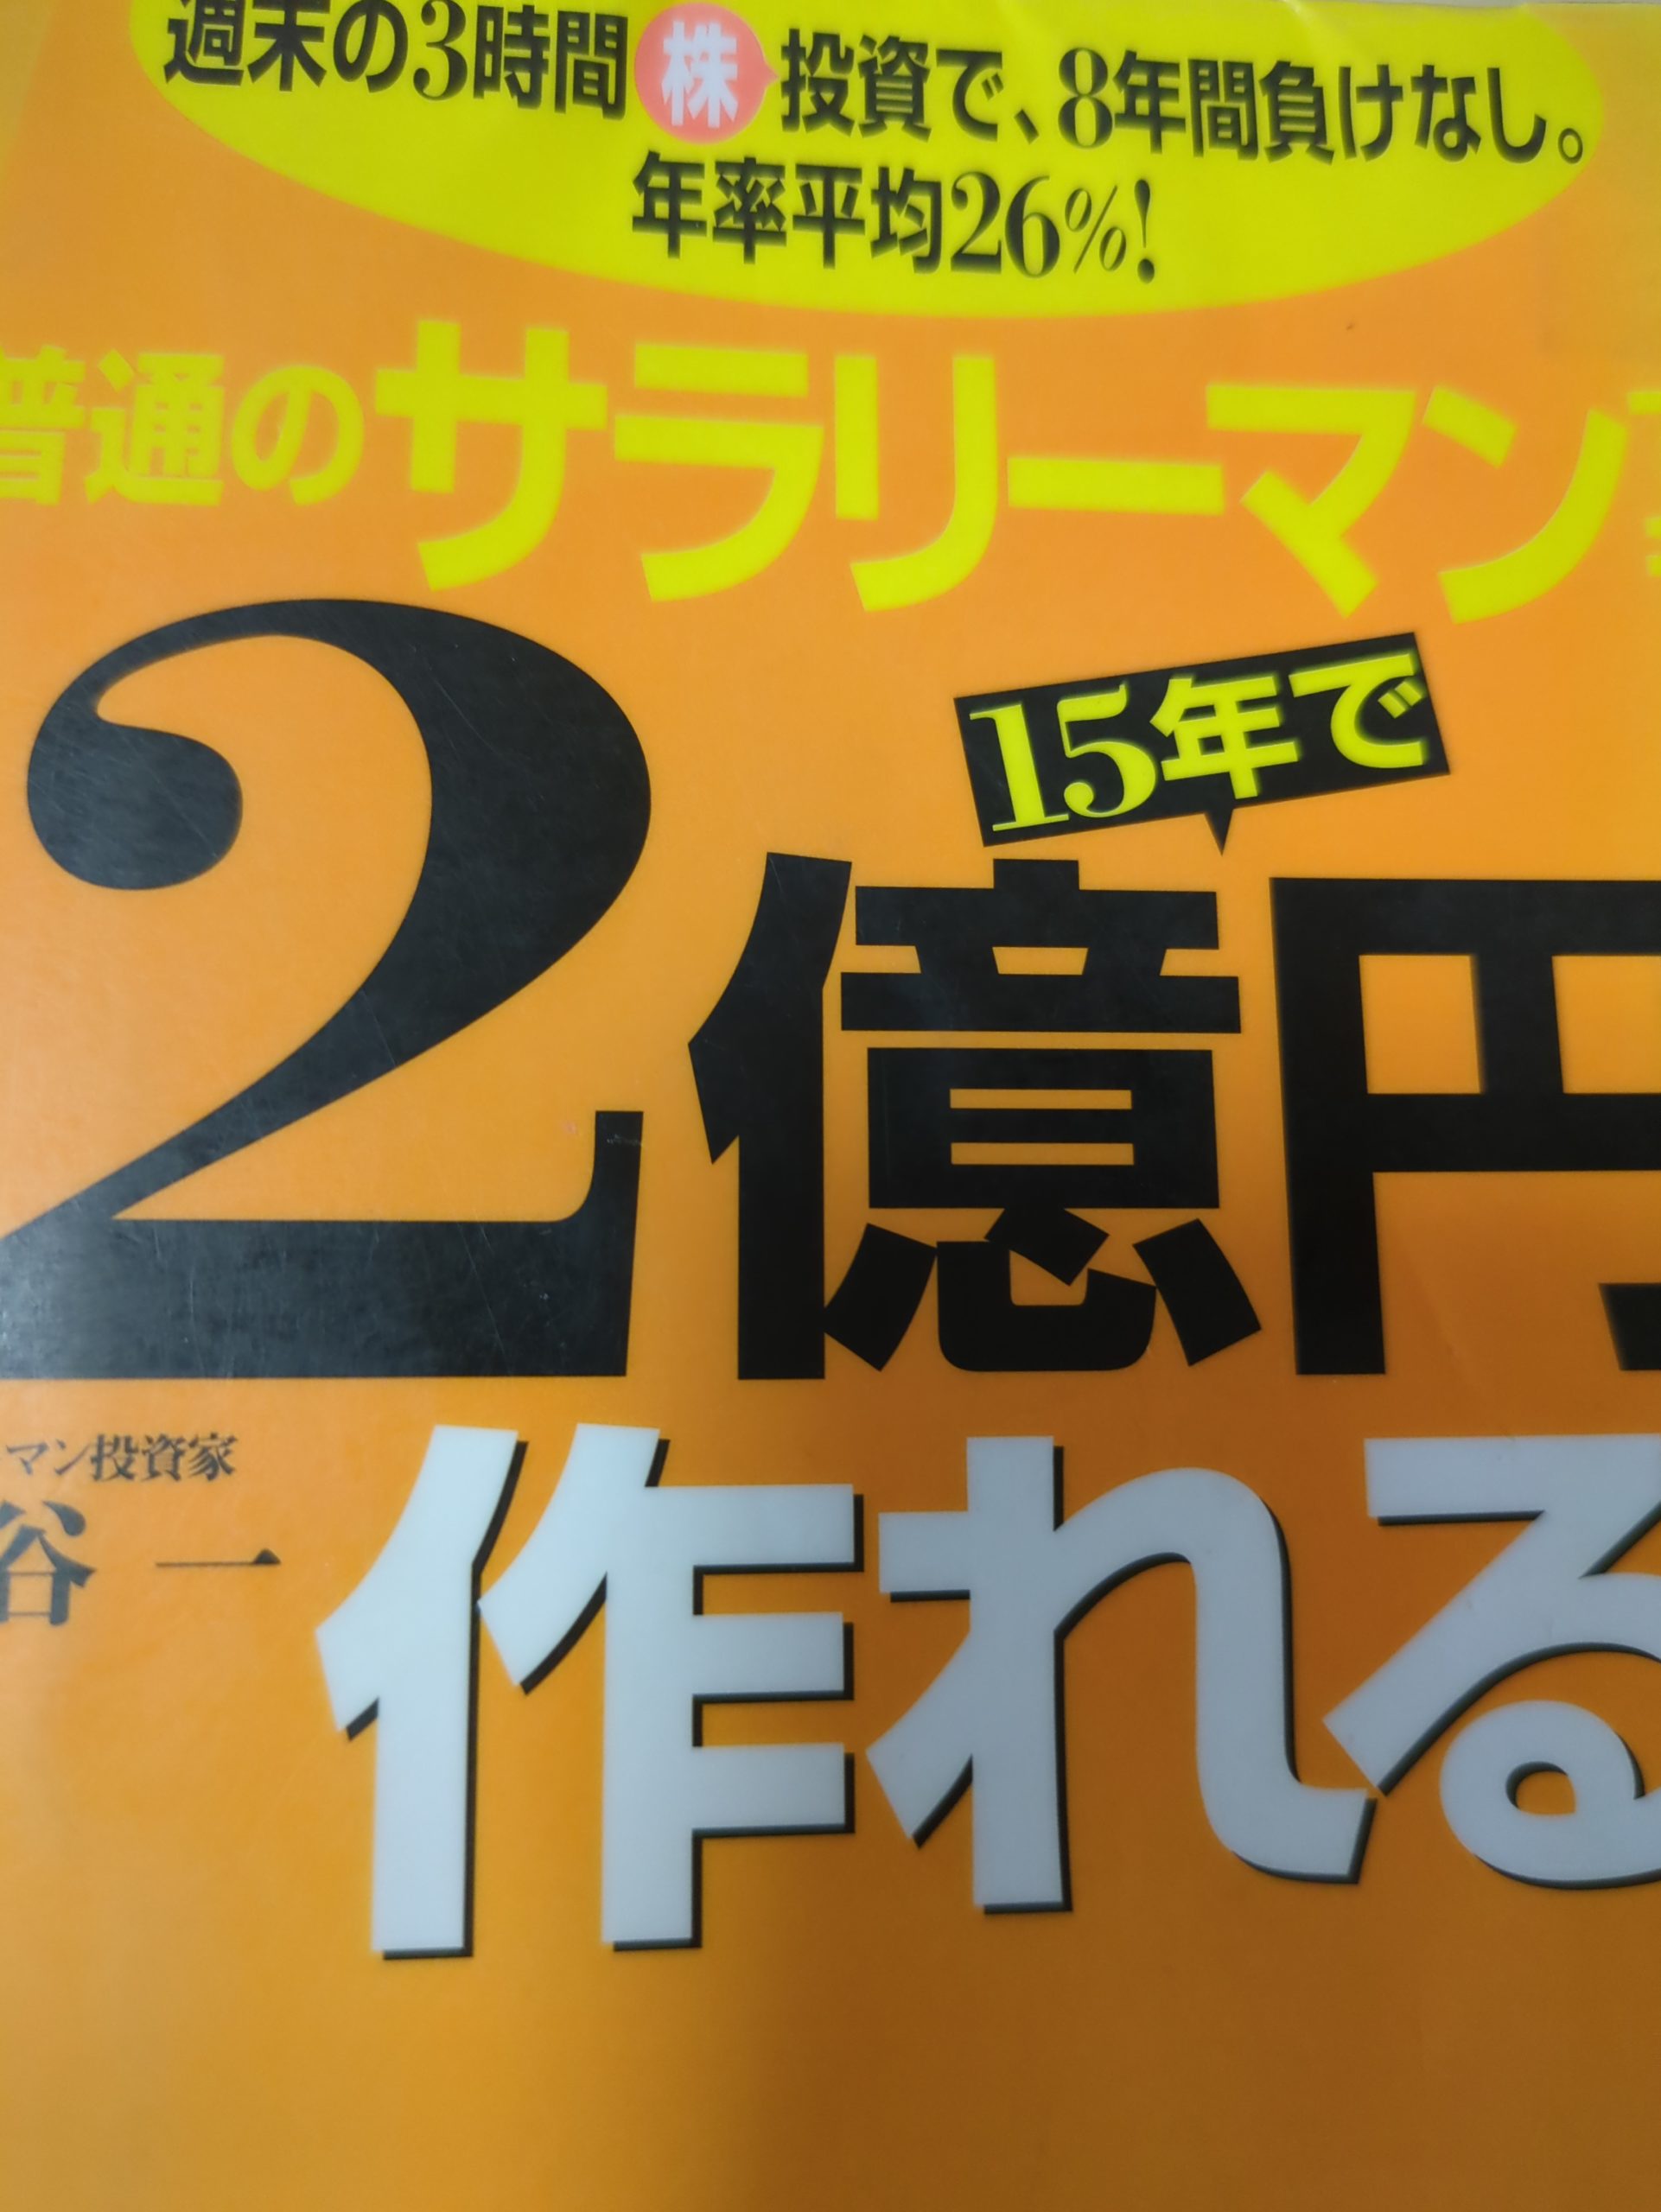 週末の3時間株投資で、8年間負けなし。
年率平均26%!
普通のサラリーマン
15年で
2億円
マン投資家
谷 一
作れる